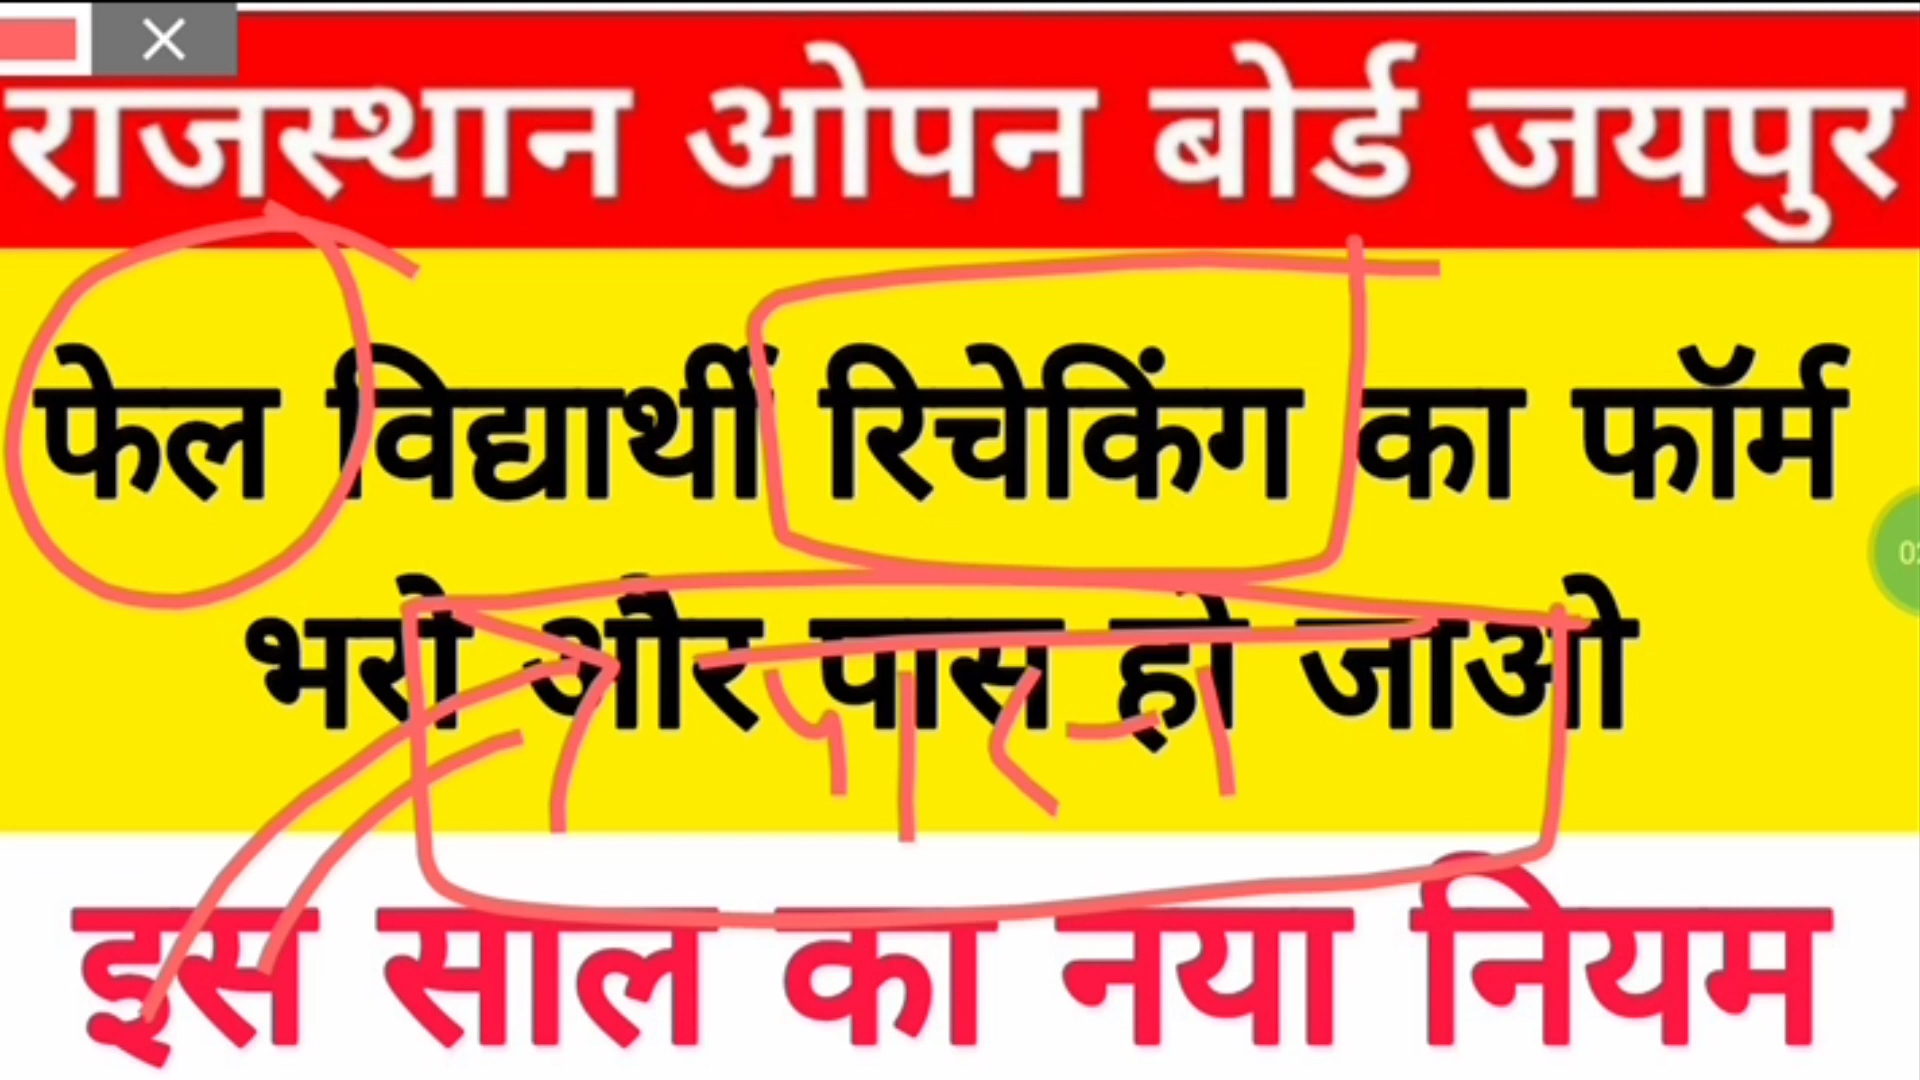 राजस्थान ओपन बोर्ड जयपुर
फेल विद्यार्थी रिचेकिंग का फॉर्म
भरो और पास हो जाओ
इस साल का नया नियम